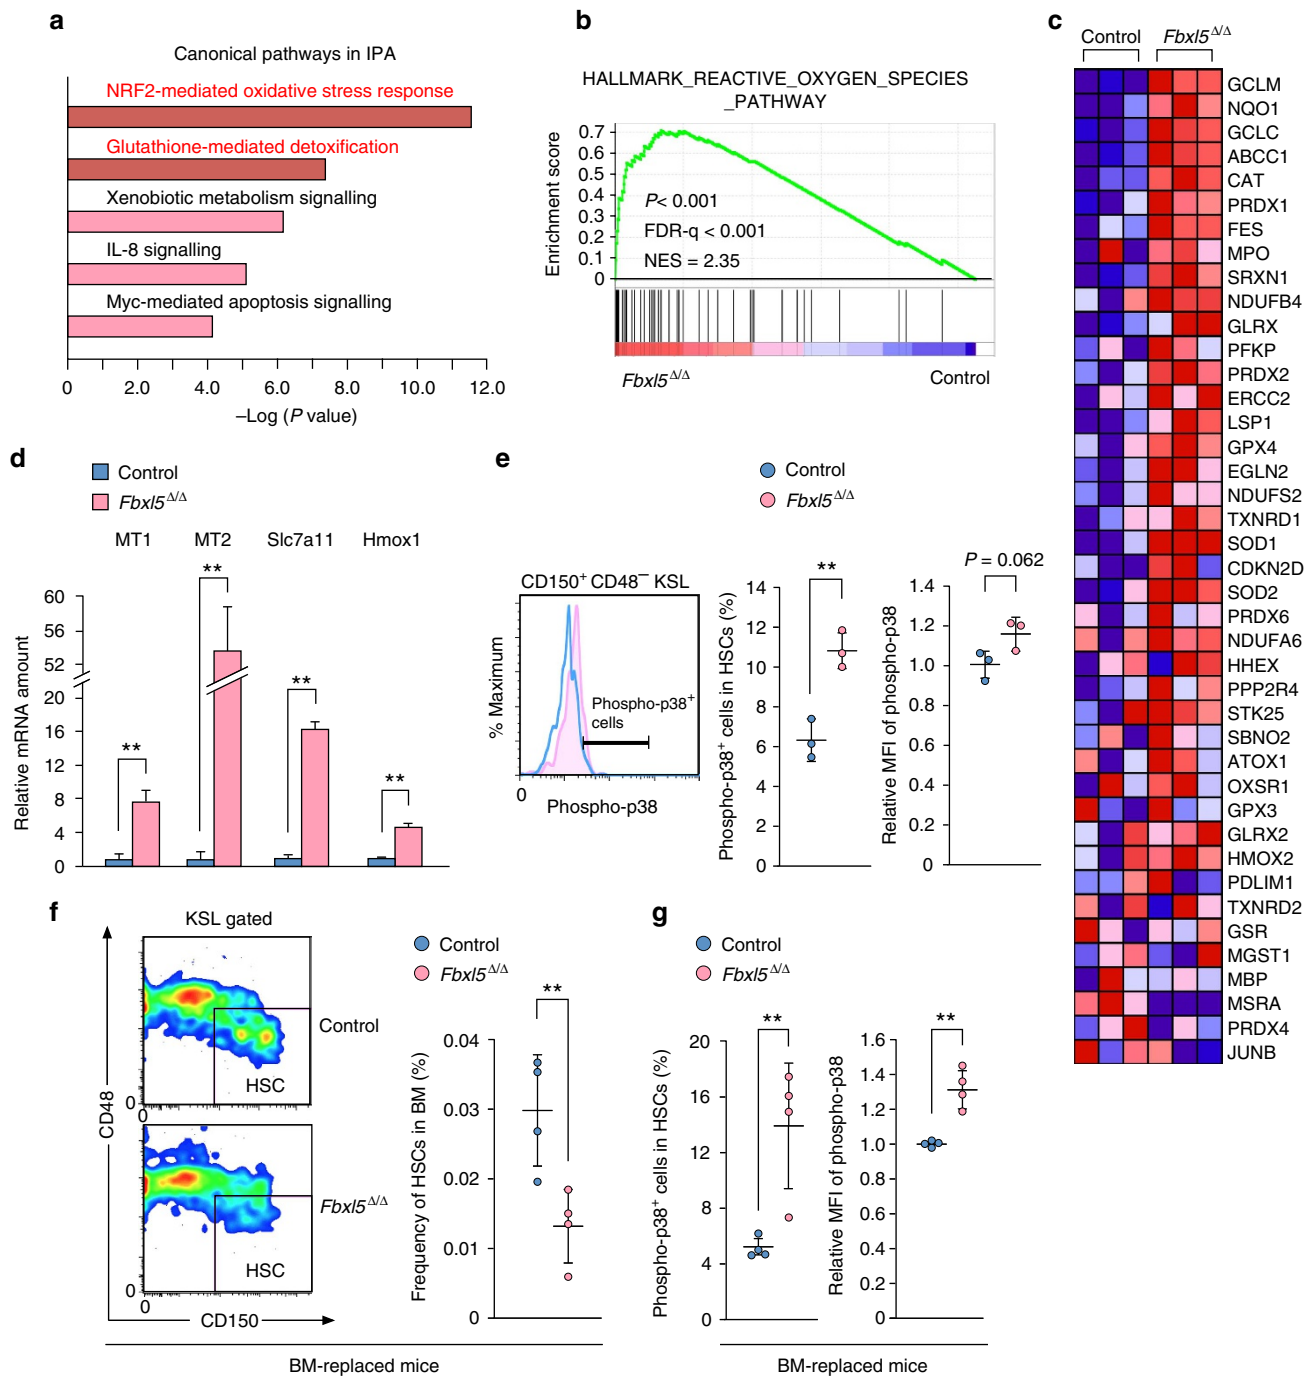 a
Canonical pathways in IPA
NRF2-mediated oxidative stress response
Glutathione-mediated detoxification
Xenobiotic metabolism signalling
IL-8 signalling
Myc-mediated apoptosis signalling
0 2.0 4.0 6.0 8.0 10.0 12.0
–Log (P value)
b
HALLMARK_REACTIVE_OXYGEN_SPECIES
_PATHWAY
Enrichment score
0.7
0.6
0.5
0.4
0.3
0.2
0.1
0
P< 0.001
FDR-q < 0.001
NES = 2.35
Fbxl5Δ/Δ
Control
c
Control Fbxl5Δ/Δ
GCLM
NQO1
GCLC
ABCC1
CAT
PRDX1
FES
MPO
SRXN1
NDUFB4
GLRX
PFKP
PRDX2
ERCC2
LSP1
GPX4
EGLN2
NDUFS2
TXNRD1
SOD1
CDKN2D
SOD2
PRDX6
NDUFA6
HHEX
PPP2R4
STK25
SBNO2
ATOX1
OXSR1
GPX3
GLRX2
HMOX2
PDLIM1
TXNRD2
GSR
MGST1
MBP
MSRA
PRDX4
JUNB
d
Control
Fbxl5Δ/Δ
MT1 MT2 Slc7a11 Hmox1
Relative mRNA amount
60
56
52
20
16
12
8
4
0
** ** ** **
e
Control
Fbxl5Δ/Δ
CD150+ CD48– KSL
% Maximum
Phospho-p38+
cells
0
Phospho-p38
Phospho-p38+ cells in HSCs (%)
14
12
10
8
6
4
2
0
**
Relative MFI of phospho-p38
1.4
1.2
1.0
0.8
0.6
0.4
0.2
0
P = 0.062
f
KSL gated
Control
HSC
0
CD48
Fbxl5Δ/Δ
HSC
0
0
CD150
Control
Fbxl5Δ/Δ
**
Frequency of HSCs in BM (%)
0.04
0.03
0.02
0.01
0
BM-replaced mice
g
Control
Fbxl5Δ/Δ
Phospho-p38+ cells in HSCs (%)
20
16
12
8
4
0
**
Relative MFI of phospho-p38
1.6
1.4
1.2
1.0
0.8
0.6
0.4
0.2
0
**
BM-replaced mice